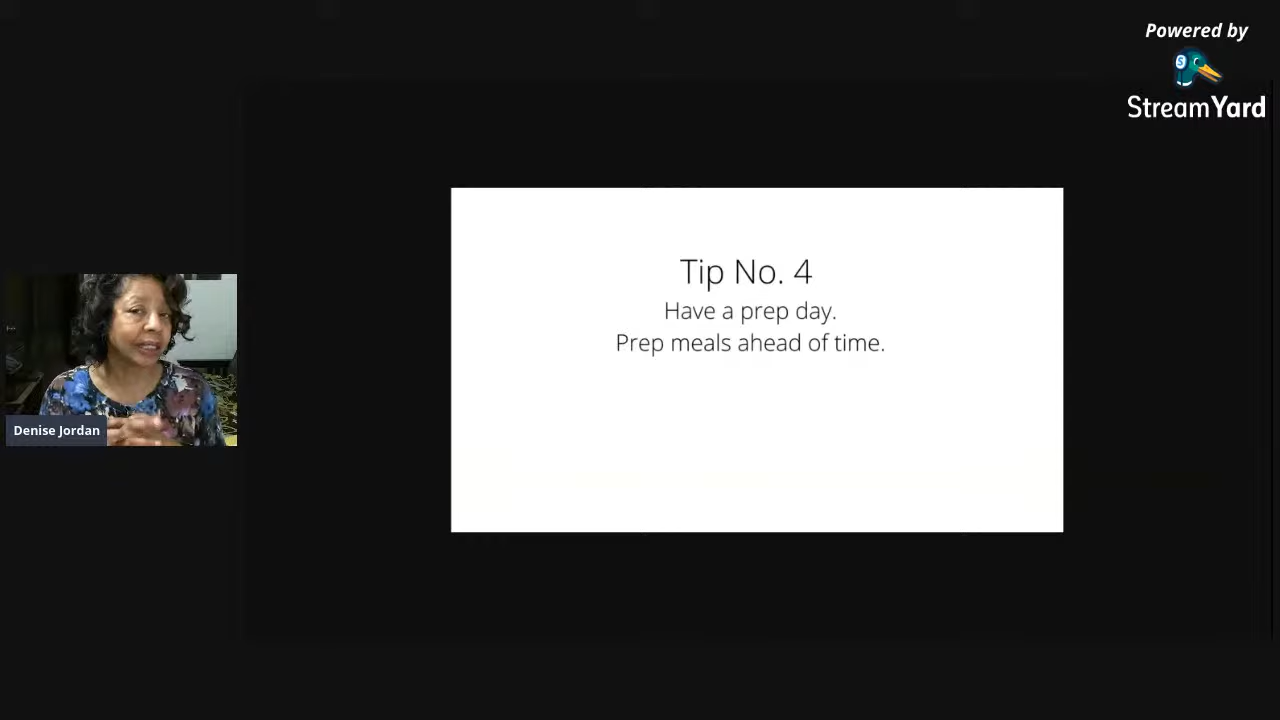 Powered by
StreamYard
Tip No. 4
Have a prep day.
Prep meals ahead of time.
Denise Jordan